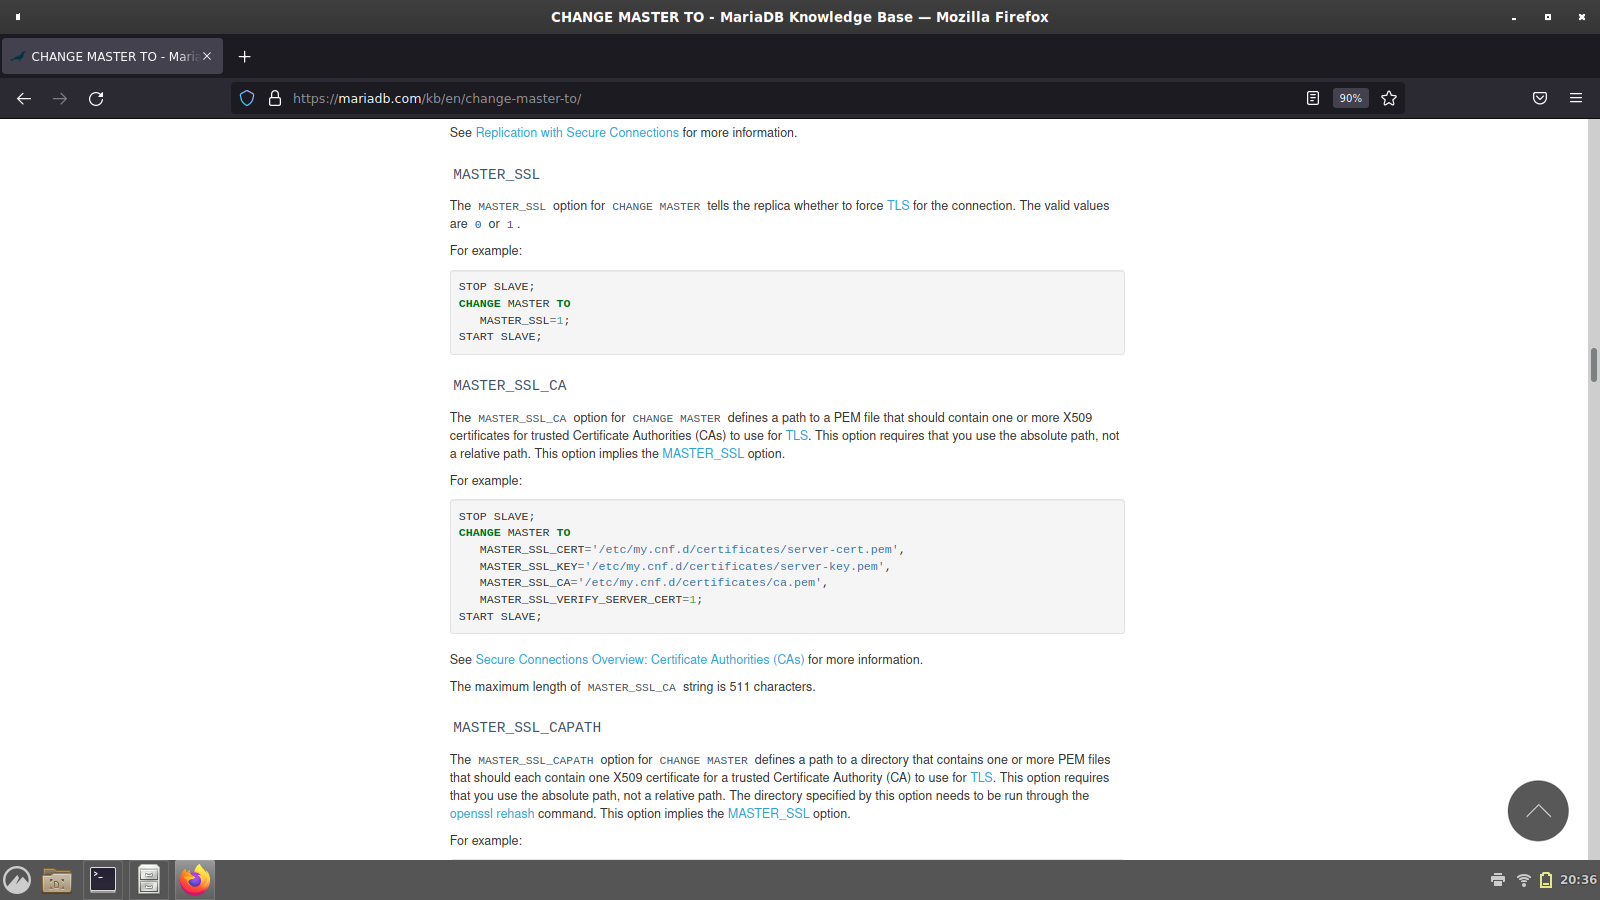 CHANGE MASTER TO - MariaDB Knowledge Base — Mozilla Firefox
CHANGE MASTER TO - Maria
https://mariadb.com/kb/en/change-master-to/
90%
See Replication with Secure Connections for more information.
MASTER_SSL
The MASTER_SSL option for CHANGE MASTER tells the replica whether to force TLS for the connection. The valid values
are 0 or 1.
For example:
STOP SLAVE;
CHANGE MASTER TO
MASTER_SSL=1;
START SLAVE;
MASTER_SSL_CA
The MASTER_SSL_CA option for CHANGE MASTER defines a path to a PEM file that should contain one or more X509
certificates for trusted Certificate Authorities (CAs) to use for TLS. This option requires that you use the absolute path, not
a relative path. This option implies the MASTER_SSL option.
For example:
STOP SLAVE;
CHANGE MASTER TO
MASTER_SSL_CERT='/etc/my.cnf.d/certificates/server-cert.pem',
MASTER_SSL_KEY='/etc/my.cnf.d/certificates/server-key.pem',
MASTER_SSL_CA='/etc/my.cnf.d/certificates/ca.pem',
MASTER_SSL_VERIFY_SERVER_CERT=1;
START SLAVE;
See Secure Connections Overview: Certificate Authorities (CAs) for more information.
The maximum length of MASTER_SSL_CA string is 511 characters.
MASTER_SSL_CAPATH
The MASTER_SSL_CAPATH option for CHANGE MASTER defines a path to a directory that contains one or more PEM files
that should each contain one X509 certificate for a trusted Certificate Authority (CA) to use for TLS. This option requires
that you use the absolute path, not a relative path. The directory specified by this option needs to be run through the
openssl rehash command. This option implies the MASTER_SSL option.
For example:
20:36